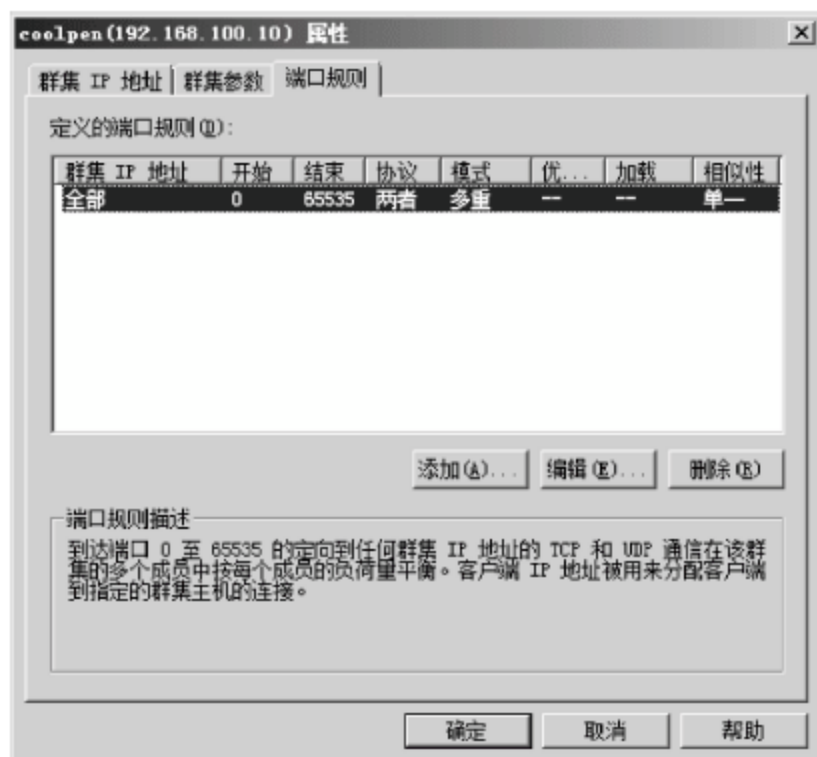 coolpen(192.168.100.10) 属性
群集 IP 地址 群集参数 端口规则
定义的端口规则(D):
群集 IP 地址 开始 结束 协议 模式 优... 加载 相似性
全部 0 65535 两者 多重 -- -- 单一
添加(A)... 编辑(E)... 删除(R)
端口规则描述
到达端口 0 至 65535 的定向到任何群集 IP 地址的 TCP 和 UDP 通信在该群
集的多个成员中按每个成员的负荷量平衡。客户端 IP 地址被用来分配客户端
到指定的群集主机的连接。
确定 取消 帮助